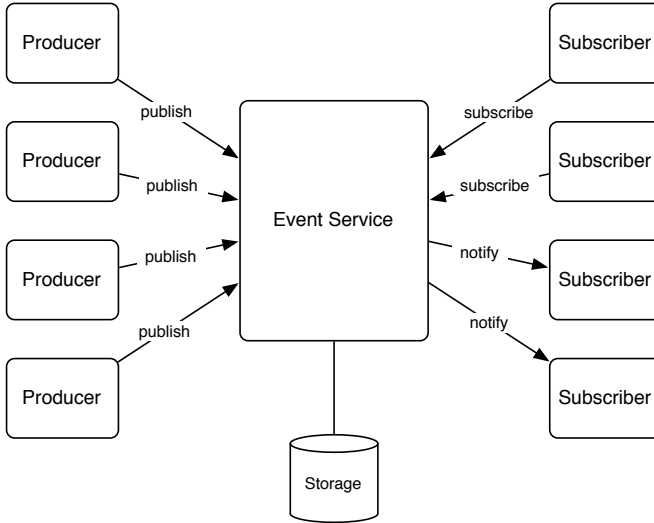 Producer
publish
Producer
publish
Producer
publish
Producer
publish
Event Service
Storage
Subscriber
subscribe
Subscriber
subscribe
Subscriber
notify
Subscriber
notify